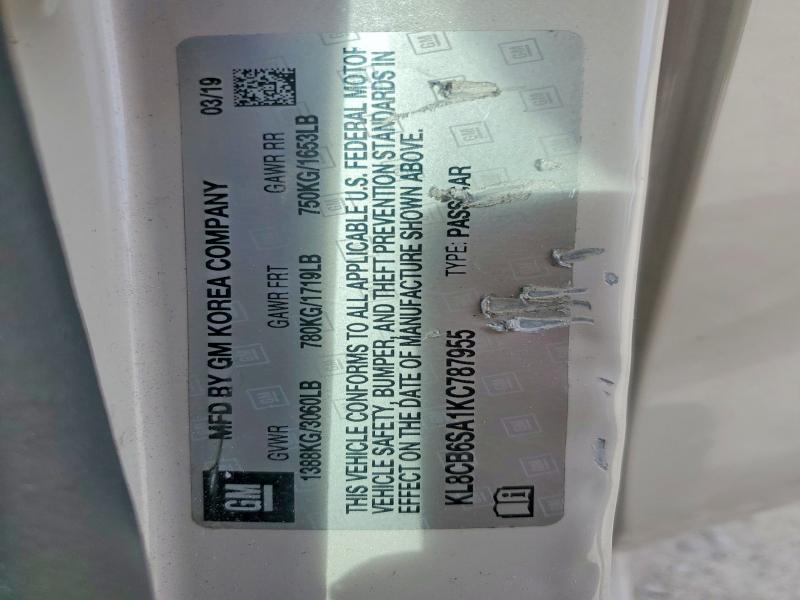 GM MFD BY GM KOREA COMPANY 03/19
GVWR GAWR FRT GAWR RR
1388KG/3060LB 780KG/1719LB 750KG/1653LB
THIS VEHICLE CONFORMS TO ALL APPLICABLE U.S. FEDERAL MOTOR
VEHICLE SAFETY, BUMPER, AND THEFT PREVENTION STANDARDS IN
EFFECT ON THE DATE OF MANUFACTURE SHOWN ABOVE.
KL8CB6SA1KC787955 TYPE: PASS CAR